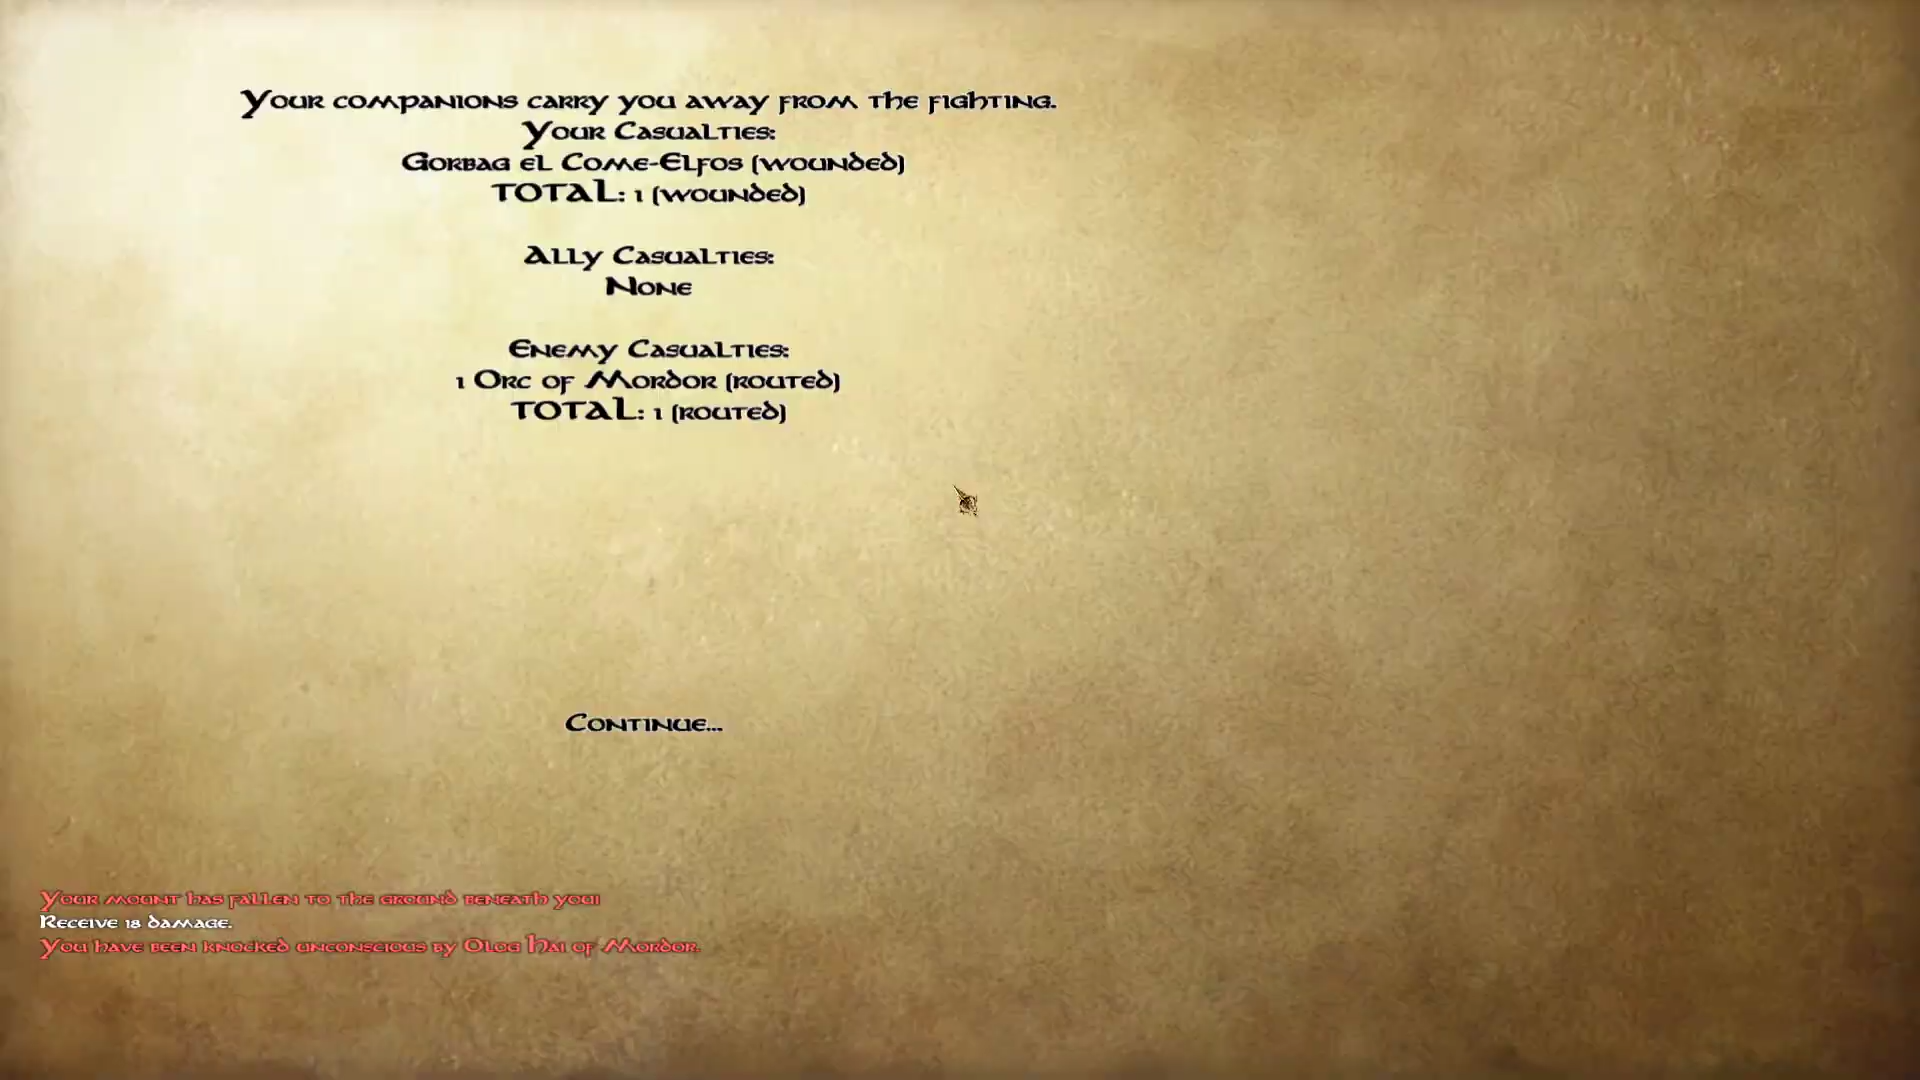 Your companions carry you away from the fighting.
Your Casualties:
Gorbag el Come-Elfos (wounded)
TOTAL: 1 (wounded)
Ally Casualties:
None
Enemy Casualties:
1 Orc of Mordor (routed)
TOTAL: 1 (routed)
Continue...
Your mount has fallen to the ground beneath you!
Receive 18 damage.
You have been knocked unconscious by Olog Hai of Mordor.